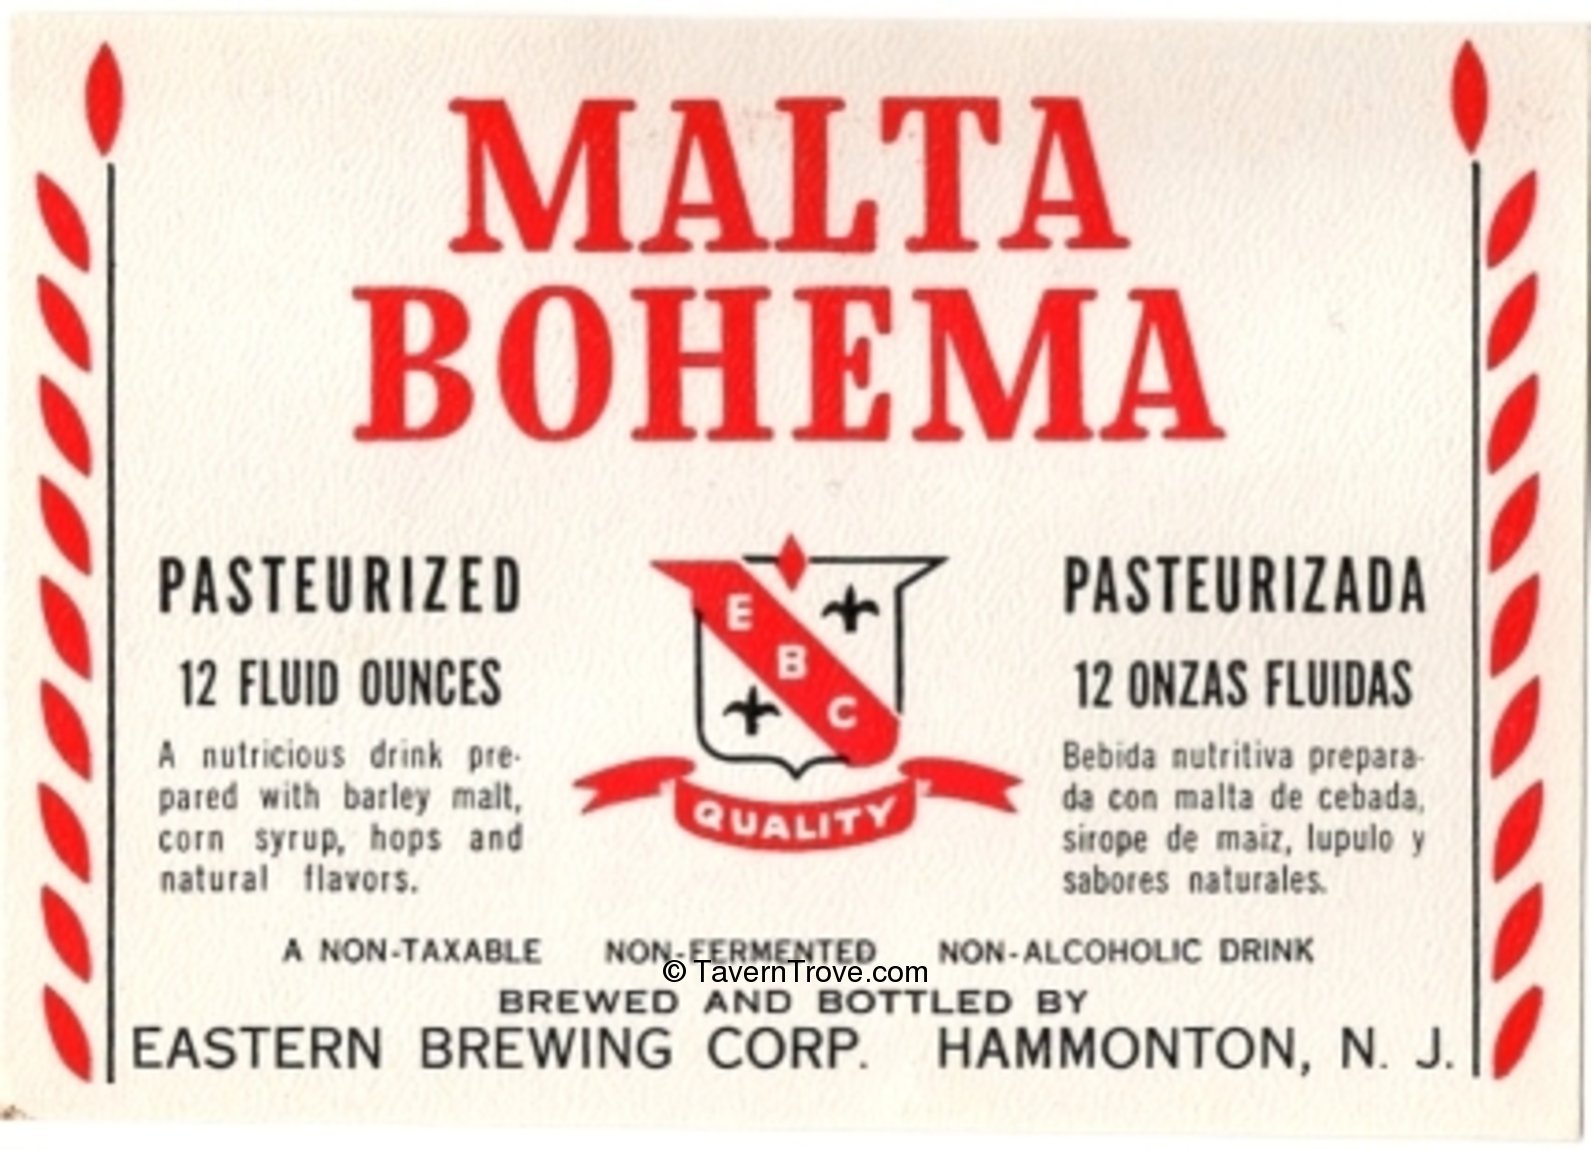 MALTA
BOHEMA
PASTEURIZED
12 FLUID OUNCES
A nutricious drink pre-
pared with barley malt,
corn syrup, hops and
natural flavors.
E
B
C
QUALITY
PASTEURIZADA
12 ONZAS FLUIDAS
Bebida nutritiva prepara-
da con malta de cebada,
sirope de maiz, lupulo y
sabores naturales.
A NON-TAXABLE NON-FERMENTED NON-ALCOHOLIC DRINK
© TavernTrove.com
BREWED AND BOTTLED BY
EASTERN BREWING CORP. HAMMONTON, N. J.